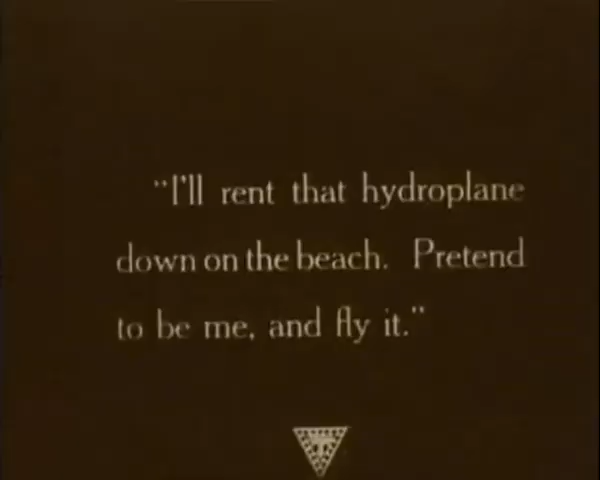 "I'll rent that hydroplane
down on the beach. Pretend
to be me, and fly it."